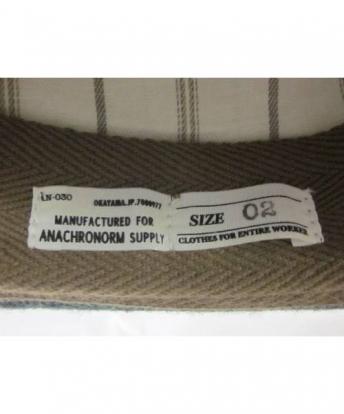 LN-030
OKAYAMA.JP.7000977
MANUFACTURED FOR
ANACHRONORM SUPPLY
SIZE 02
CLOTHES FOR ENTIRE WORKER